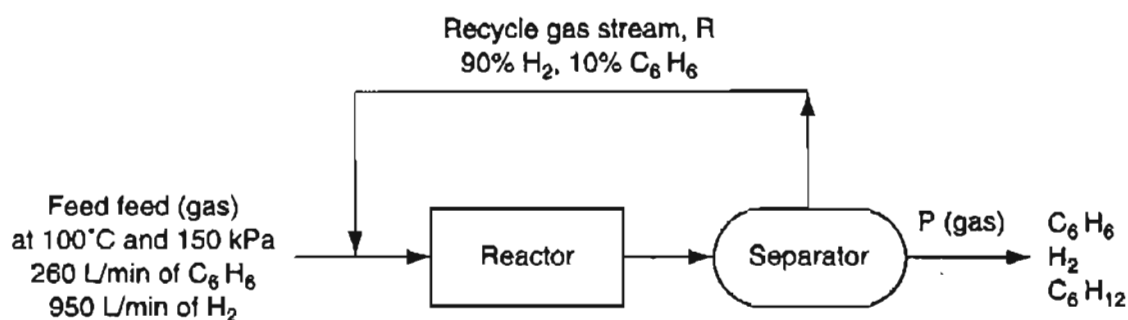 Recycle gas stream, R
90% H₂, 10% C₆H₆
Feed feed (gas)
at 100°C and 150 kPa
260 L/min of C₆H₆
950 L/min of H₂
Reactor
Separator
P (gas)
C₆H₆
H₂
C₆H₁₂